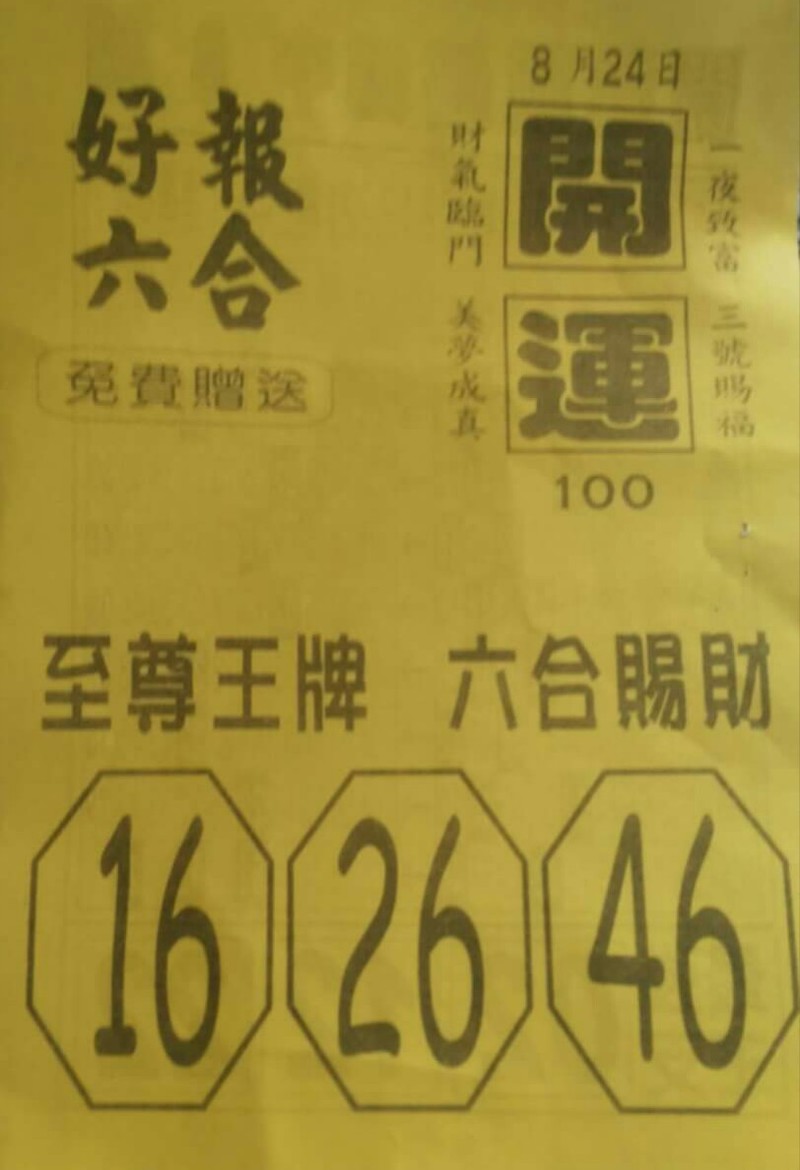 8月24日
好報
六合
免費贈送
一夜致富 三號賜福
開運
財氣臨門 美夢成真
100
至尊王牌 六合賜財
16 26 46